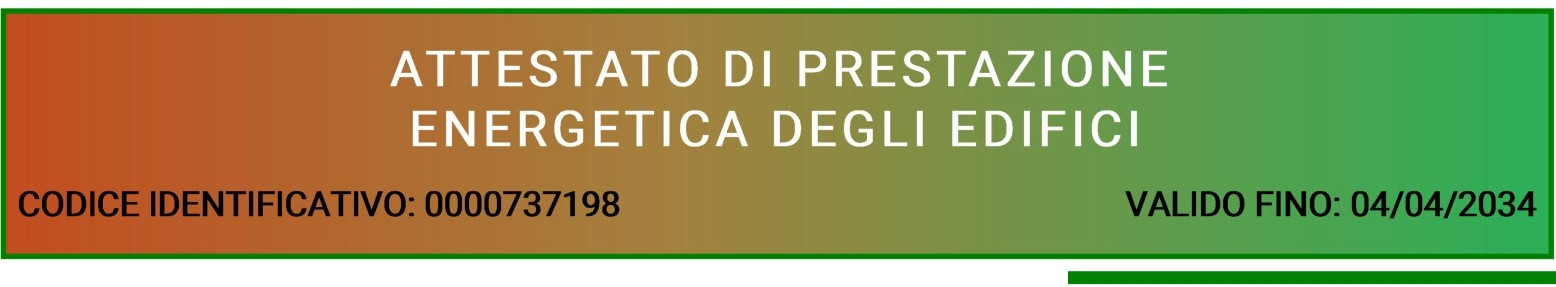 ATTESTATO DI PRESTAZIONE
ENERGETICA DEGLI EDIFICI
CODICE IDENTIFICATIVO: 0000737198
VALIDO FINO: 04/04/2034